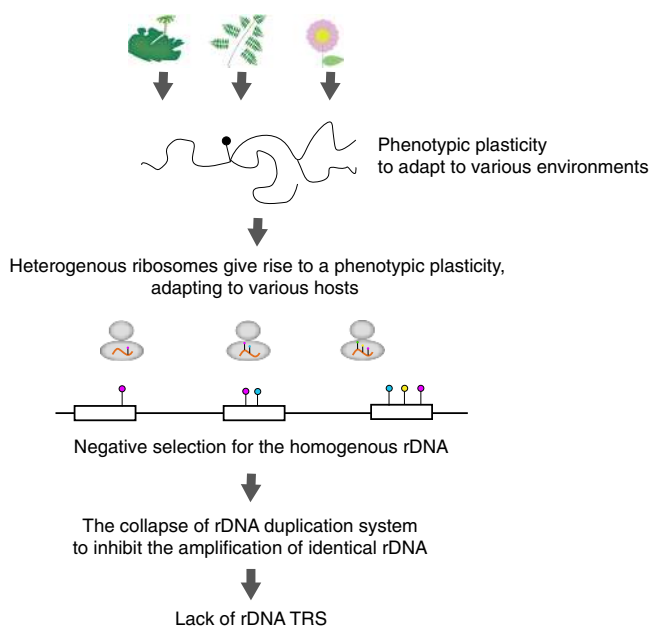 Phenotypic plasticity
to adapt to various environments
Heterogenous ribosomes give rise to a phenotypic plasticity,
adapting to various hosts
Negative selection for the homogenous rDNA
The collapse of rDNA duplication system
to inhibit the amplification of identical rDNA
Lack of rDNA TRS